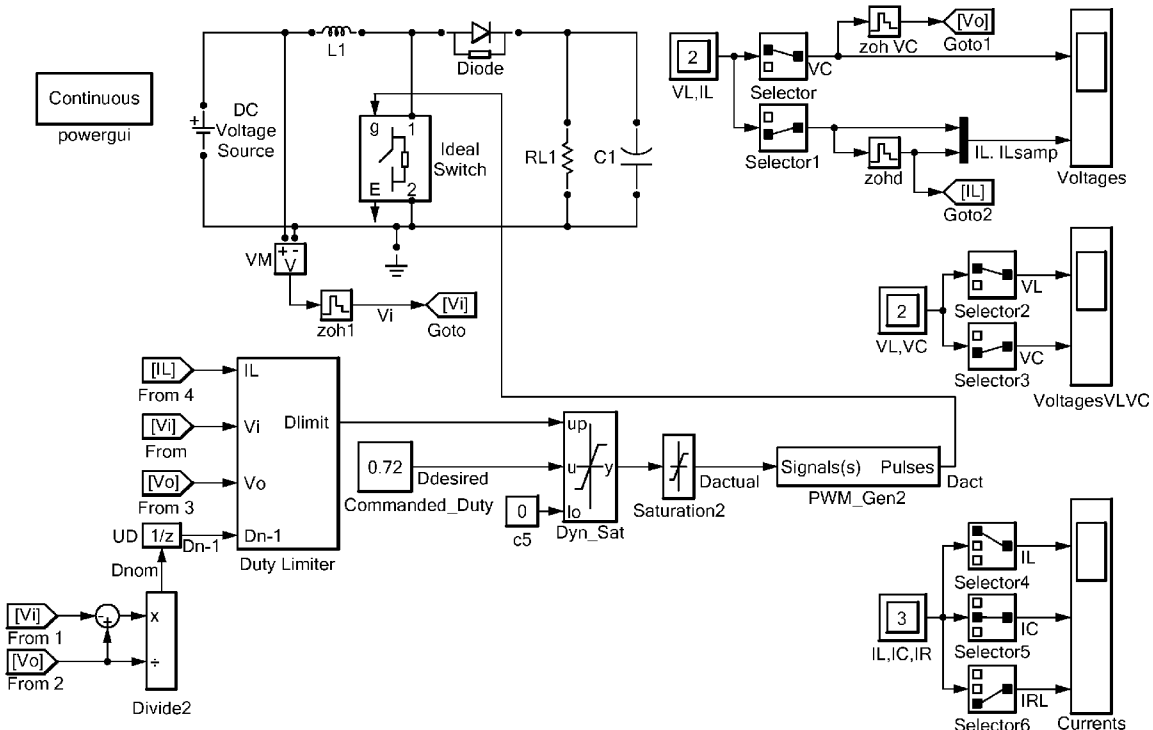 Continuous
powergui
DC
Voltage
Source
+
L1
Diode
g 1
E 2
Ideal
Switch
RL1
C1
VM
+ -
V
zoh1
Vi
[Vi]
Goto
2
VL,IL
Selector
VC
zoh VC
[Vo]
Goto1
Selector1
zohd
IL. ILsamp
[IL]
Goto2
Voltages
2
VL,VC
Selector2
VL
Selector3
VC
VoltagesVLVC
[IL]
From 4
[Vi]
From
[Vo]
From 3
UD
1/z
Dn-1
Dnom
IL
Vi
Vo
Dn-1
Dlimit
Duty Limiter
0.72
Ddesired
Commanded_Duty
0
c5
up
u
y
lo
Dyn_Sat
Saturation2
Dactual
Signals(s) Pulses
PWM_Gen2
Dact
[Vi]
From 1
[Vo]
From 2
-
+
x
÷
Divide2
3
IL,IC,IR
Selector4
IL
Selector5
IC
Selector6
IRL
Currents